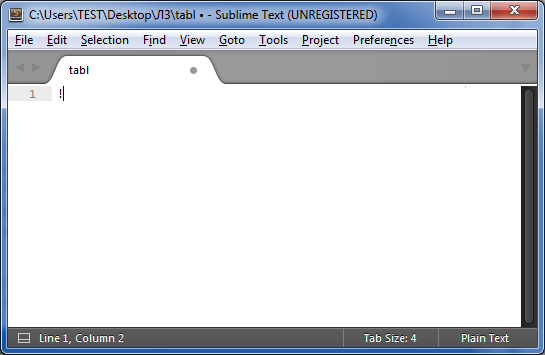 C:\Users\TEST\Desktop\ЛЗ\tabl • - Sublime Text (UNREGISTERED)
File Edit Selection Find View Goto Tools Project Preferences Help
tabl
1 !
Line 1, Column 2 Tab Size: 4 Plain Text